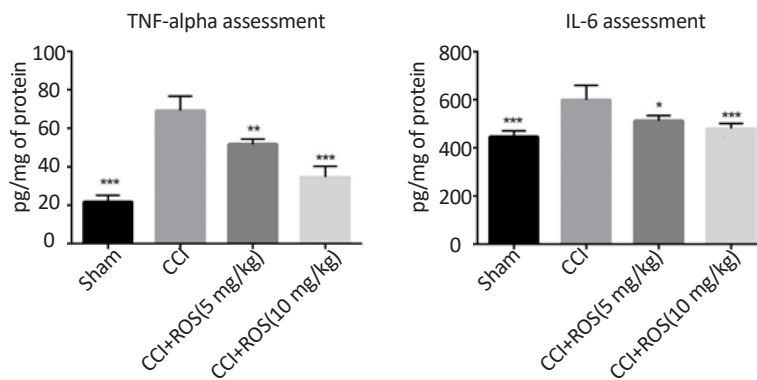 TNF-alpha assessment
pg/mg of protein
100
80
60
40
20
0
***
**
***
Sham
CCI
CCI+ROS(5 mg/kg)
CCI+ROS(10 mg/kg)
IL-6 assessment
pg/mg of protein
800
600
400
200
0
***
*
***
Sham
CCI
CCI+ROS(5 mg/kg)
CCI+ROS(10 mg/kg)